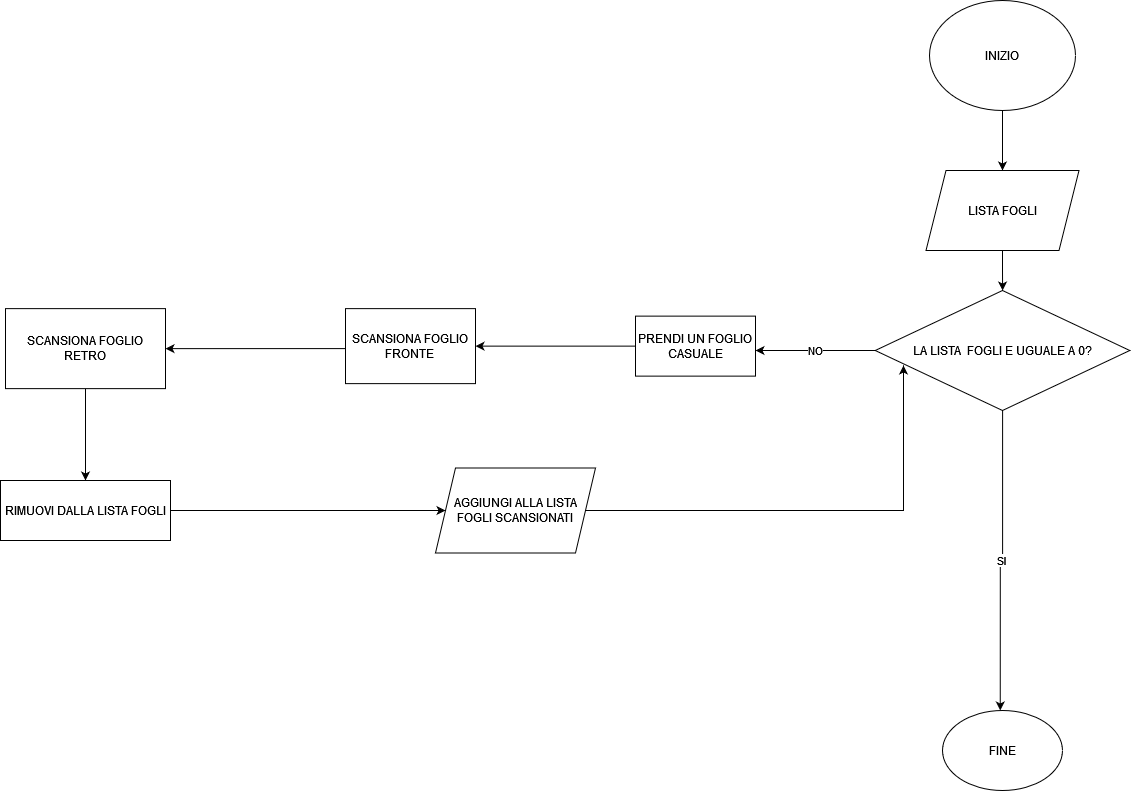 INIZIO
LISTA FOGLI
LA LISTA  FOGLI E UGUALE A 0?
NO
PRENDI UN FOGLIO
CASUALE
SCANSIONA FOGLIO
FRONTE
SCANSIONA FOGLIO
RETRO
RIMUOVI DALLA LISTA FOGLI
AGGIUNGI ALLA LISTA
FOGLI SCANSIONATI
SI
FINE